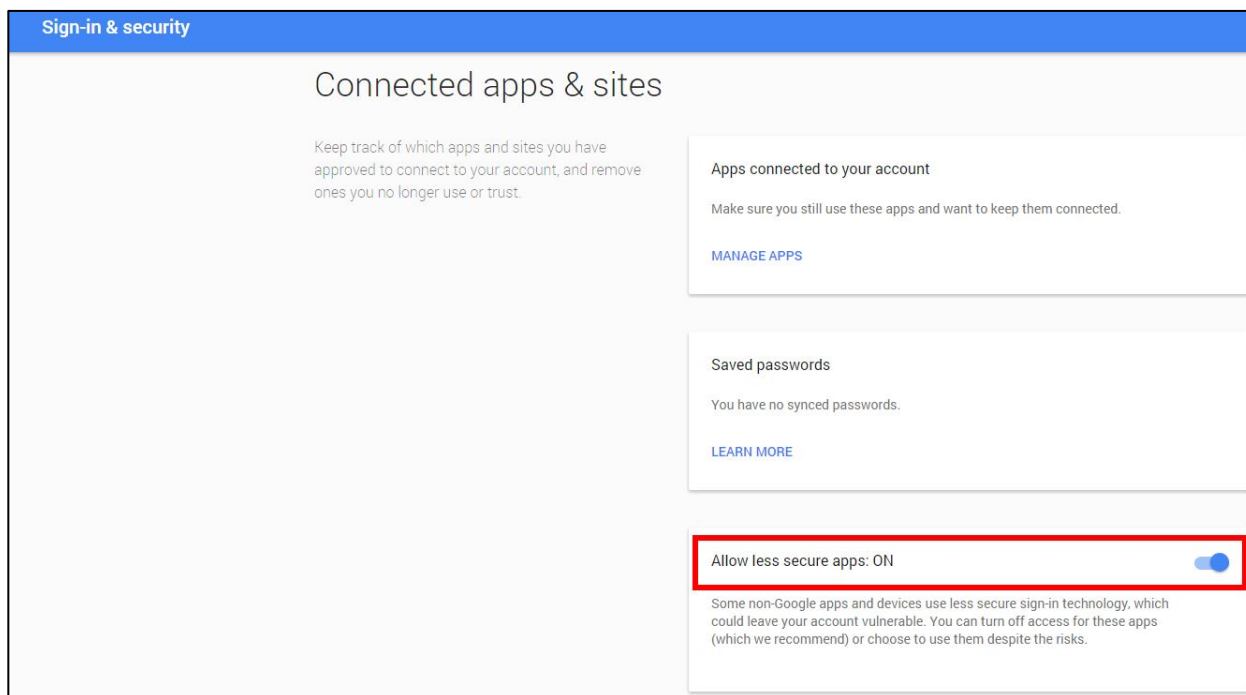 Sign-in & security
Connected apps & sites
Keep track of which apps and sites you have
approved to connect to your account, and remove
ones you no longer use or trust.
Apps connected to your account
Make sure you still use these apps and want to keep them connected.
MANAGE APPS
Saved passwords
You have no synced passwords.
LEARN MORE
Allow less secure apps: ON
Some non-Google apps and devices use less secure sign-in technology, which
could leave your account vulnerable. You can turn off access for these apps
(which we recommend) or choose to use them despite the risks.